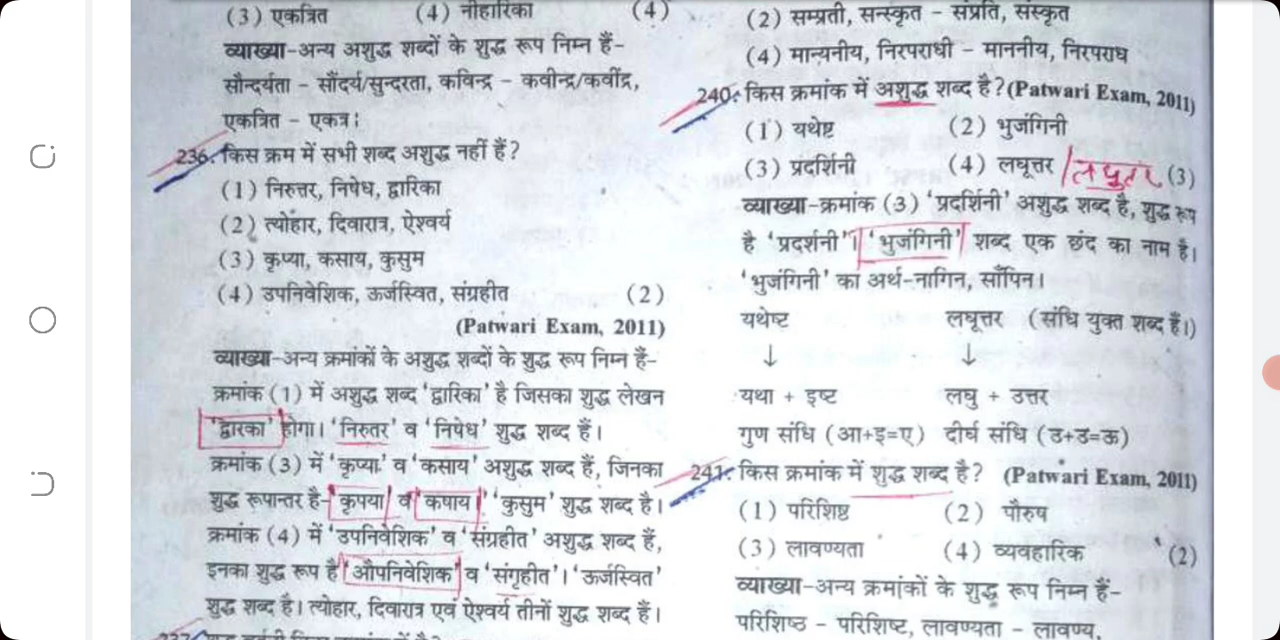 (3) एकत्रित (4) नीहारिका (4)
व्याख्या-अन्य अशुद्ध शब्दों के शुद्ध रूप निम्न हैं-
सौन्दर्यता - सौंदर्य/सुन्दरता, कविन्द्र - कवीन्द्र/कवींद्र,
एकत्रित - एकत्र।
236. किस क्रम में सभी शब्द अशुद्ध नहीं हैं?
(1) निरुत्तर, निषेध, द्वारिका
(2) त्योहार, दिवारात्र, ऐश्वर्य
(3) कृप्या, कसाय, कुसुम
(4) उपनिवेशिक, ऊर्जस्वित, संग्रहीत (2)
(Patwari Exam, 2011)
व्याख्या-अन्य क्रमांकों के अशुद्ध शब्दों के शुद्ध रूप निम्न हैं-
क्रमांक (1) में अशुद्ध शब्द 'द्वारिका' है जिसका शुद्ध लेखन
'द्वारका' होगा। 'निरुतर' व 'निषेध' शुद्ध शब्द हैं।
क्रमांक (3) में 'कृप्या' व 'कसाय' अशुद्ध शब्द हैं, जिनका
शुद्ध रूपान्तर है- 'कृपया' व 'कषाय' 'कुसुम' शुद्ध शब्द है।
क्रमांक (4) में 'उपनिवेशिक' व 'संग्रहीत' अशुद्ध शब्द हैं,
इनका शुद्ध रूप है 'औपनिवेशिक' व 'संगृहीत'। 'ऊर्जस्वित'
शुद्ध शब्द है। त्योहार, दिवारात्र एवं ऐश्वर्य तीनों शुद्ध शब्द हैं।
(2) सम्प्रती, सन्स्कृत - संप्रति, संस्कृत
(4) मान्यनीय, निरपराधी - माननीय, निरपराध
240. किस क्रमांक में अशुद्ध शब्द है? (Patwari Exam, 2011)
(1) यथेष्ट (2) भुजंगिनी
(3) प्रदर्शिनी (4) लघूत्तर / लघुत्तर (3)
व्याख्या-क्रमांक (3) 'प्रदर्शिनी' अशुद्ध शब्द है, शुद्ध रूप
है 'प्रदर्शनी'। 'भुजंगिनी' शब्द एक छंद का नाम है।
'भुजंगिनी' का अर्थ-नागिन, साँपिन।
यथेष्ट लघूत्तर (संधि युक्त शब्द हैं।)
↓ ↓
यथा + इष्ट लघु + उत्तर
गुण संधि (आ+इ=ए) दीर्घ संधि (उ+उ=ऊ)
241. किस क्रमांक में शुद्ध शब्द है? (Patwari Exam, 2011)
(1) परिशिष्ठ (2) पौरुष
(3) लावण्यता (4) व्यवहारिक (2)
व्याख्या-अन्य क्रमांकों के शुद्ध रूप निम्न हैं-
परिशिष्ठ - परिशिष्ट, लावण्यता - लावण्य,